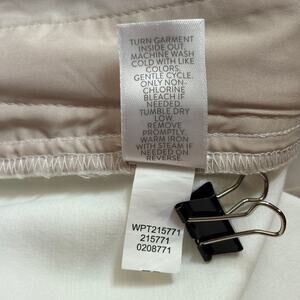 TURN GARMENT
INSIDE OUT.
MACHINE WASH
COLD WITH LIKE
COLORS,
GENTLE CYCLE.
ONLY NON-
CHLORINE
BLEACH IF
NEEDED
TUMBLE DRY
LOW.
REMOVE
PROMPTLY.
WARM IRON
WITH STEAM IF
NEEDED ON
REVERSE.
WPT215771
215771
0208771